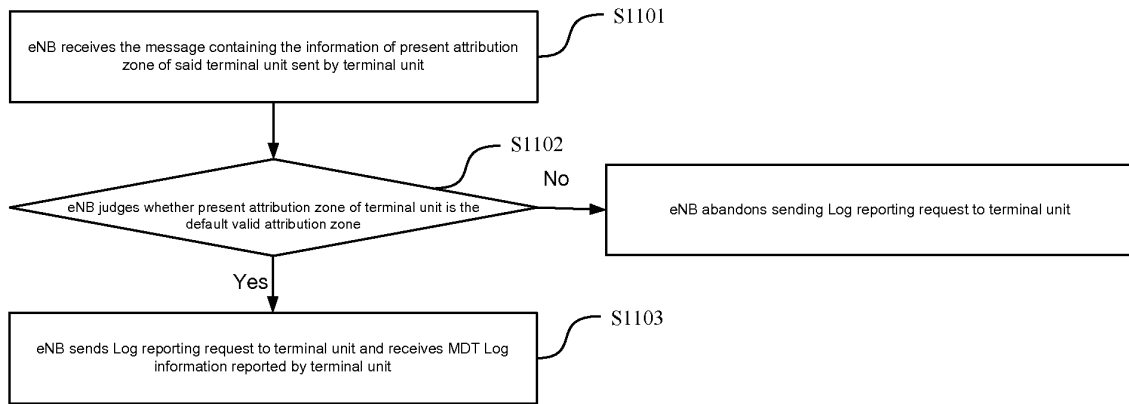 S1101
eNB receives the message containing the information of present attribution
zone of said terminal unit sent by terminal unit
S1102
No
eNB judges whether present attribution zone of terminal unit is the
default valid attribution zone
eNB abandons sending Log reporting request to terminal unit
Yes
S1103
eNB sends Log reporting request to terminal unit and receives MDT Log
information reported by terminal unit